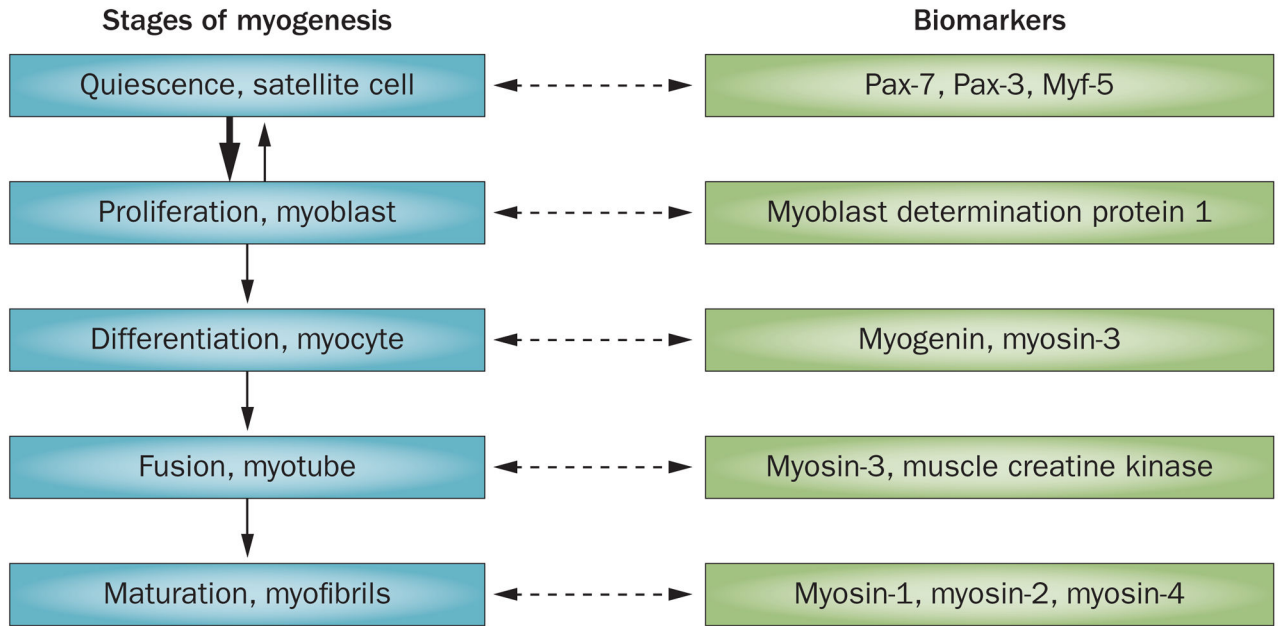 Stages of myogenesis
Biomarkers
Quiescence, satellite cell
Pax-7, Pax-3, Myf-5
Proliferation, myoblast
Myoblast determination protein 1
Differentiation, myocyte
Myogenin, myosin-3
Fusion, myotube
Myosin-3, muscle creatine kinase
Maturation, myofibrils
Myosin-1, myosin-2, myosin-4